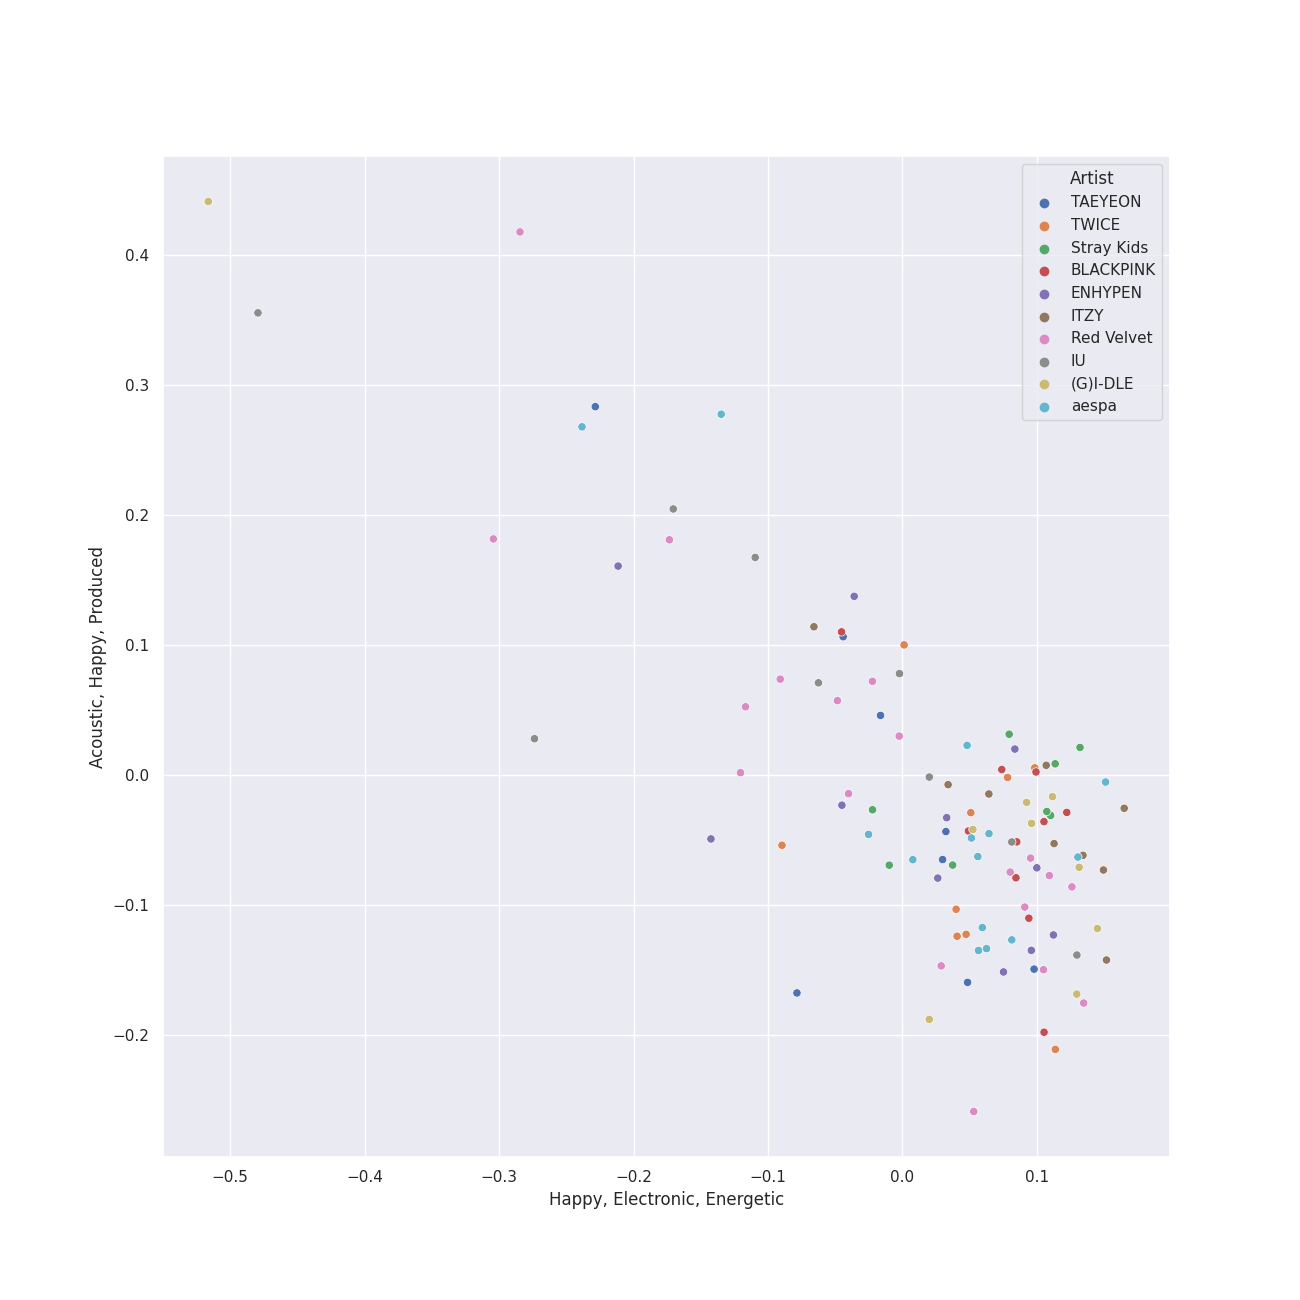 Artist
TAEYEON
TWICE
Stray Kids
BLACKPINK
ENHYPEN
ITZY
Red Velvet
IU
(G)I-DLE
aespa
0.4
0.3
0.2
0.1
0.0
−0.1
−0.2
Acoustic, Happy, Produced
−0.5 −0.4 −0.3 −0.2 −0.1 0.0 0.1
Happy, Electronic, Energetic